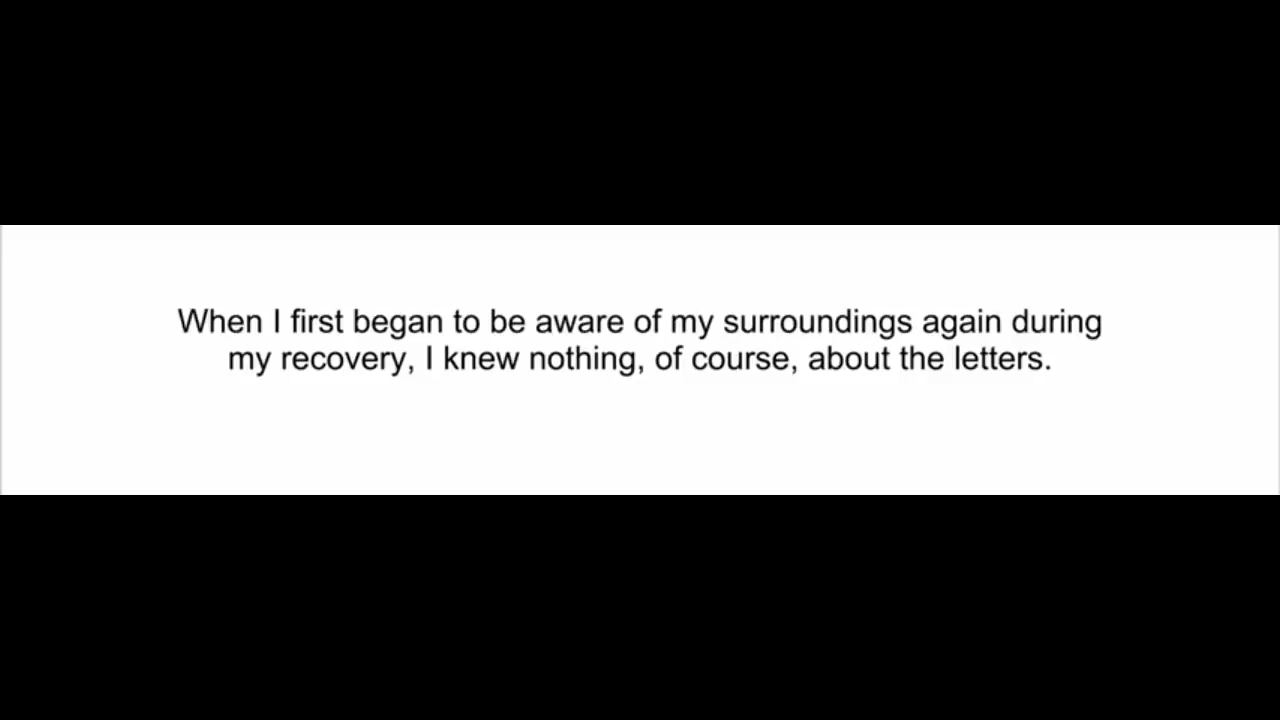 When I first began to be aware of my surroundings again during
my recovery, I knew nothing, of course, about the letters.